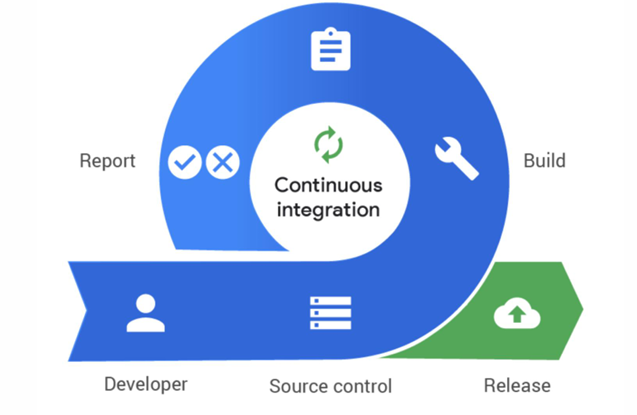 Report
Continuous
integration
Build
Developer
Source control
Release